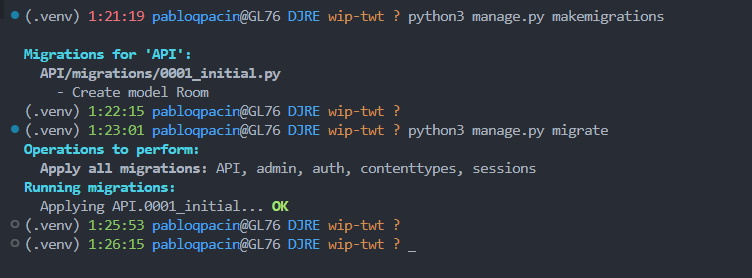 (.venv) 1:21:19 pabloqpacin@GL76 DJRE wip-twt ? python3 manage.py makemigrations
Migrations for 'API':
API/migrations/0001_initial.py
- Create model Room
(.venv) 1:22:15 pabloqpacin@GL76 DJRE wip-twt ?
(.venv) 1:23:01 pabloqpacin@GL76 DJRE wip-twt ? python3 manage.py migrate
Operations to perform:
Apply all migrations: API, admin, auth, contenttypes, sessions
Running migrations:
Applying API.0001_initial... OK
(.venv) 1:25:53 pabloqpacin@GL76 DJRE wip-twt ?
(.venv) 1:26:15 pabloqpacin@GL76 DJRE wip-twt ? _